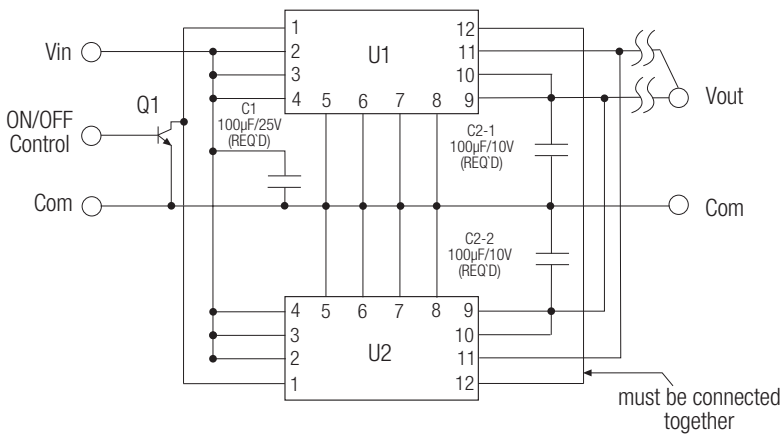 1
12
Vin
2
U1
11
3
10
4
5
6
7
8
9
Vout
Q1
C1
100µF/25V
(REQ`D)
ON/OFF
Control
C2-1
100µF/10V
(REQ`D)
Com
Com
C2-2
100µF/10V
(REQ`D)
4
5
6
7
8
9
3
10
2
U2
11
1
12
must be connected
together